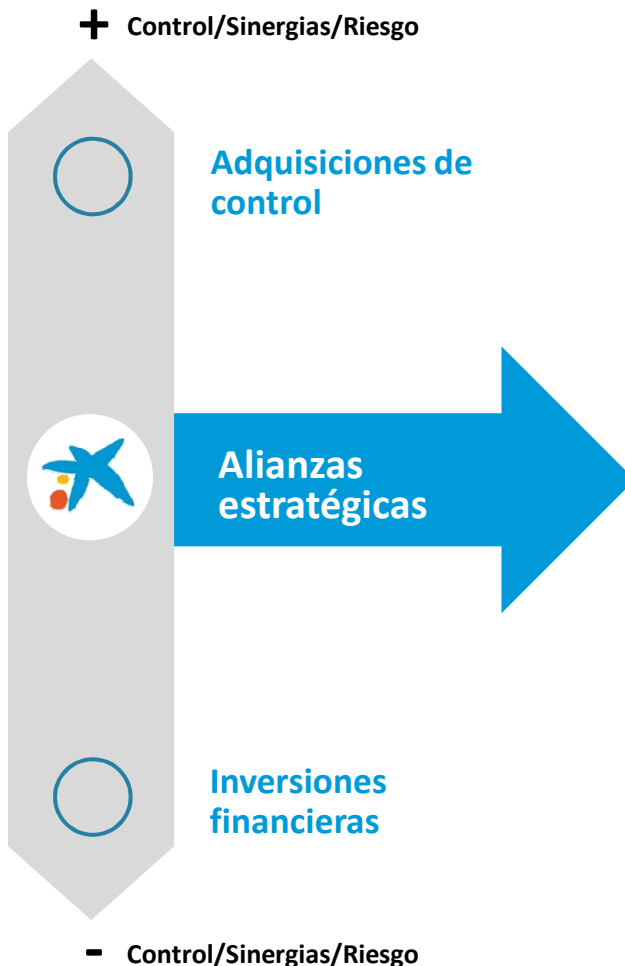 + Control/Sinergias/Riesgo
Adquisiciones de
control
Alianzas
estratégicas
Inversiones
financieras
- Control/Sinergias/Riesgo